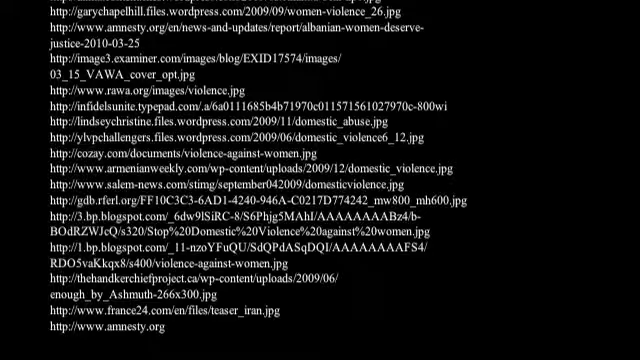 http://garychapelhill.files.wordpress.com/2009/09/women-violence_26.jpg
http://www.amnesty.org/en/news-and-updates/report/albanian-women-deserve-
justice-2010-03-25
http://image3.examiner.com/images/blog/EXID17574/images/
03_15_VAWA_cover_opt.jpg
http://www.rawa.org/images/violence.jpg
http://infidelsunite.typepad.com/.a/6a0111685b4b71970c011571561027970c-800wi
http://lindseychristine.files.wordpress.com/2009/11/domestic_abuse.jpg
http://ylvpchallengers.files.wordpress.com/2009/06/domestic_violence6_12.jpg
http://cozay.com/documents/violence-against-women.jpg
http://www.armenianweekly.com/wp-content/uploads/2009/12/domestic_violence.jpg
http://www.salem-news.com/stimg/september042009/domesticviolence.jpg
http://gdb.rferl.org/FF10C3C3-6AD1-4240-946A-C0217D774242_mw800_mh600.jpg
http://3.bp.blogspot.com/_6dw9lSiRC-8/S6Phjg5MAhI/AAAAAAAABz4/b-
BOdRZWJcQ/s320/Stop%20Domestic%20Violence%20against%20women.jpg
http://1.bp.blogspot.com/_11-nzoYFuQU/SdQPdASqDQI/AAAAAAAAFS4/
RDO5vaKkqx8/s400/violence-against-women.jpg
http://thehandkerchiefproject.ca/wp-content/uploads/2009/06/
enough_by_Ashmuth-266x300.jpg
http://www.france24.com/en/files/teaser_iran.jpg
http://www.amnesty.org